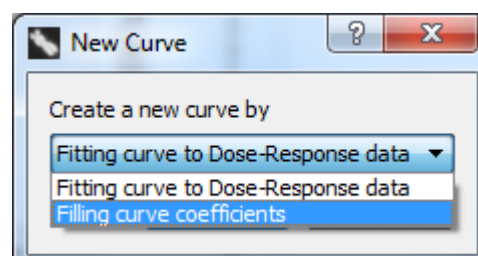 New Curve
Create a new curve by
Fitting curve to Dose-Response data
Fitting curve to Dose-Response data
Filling curve coefficients